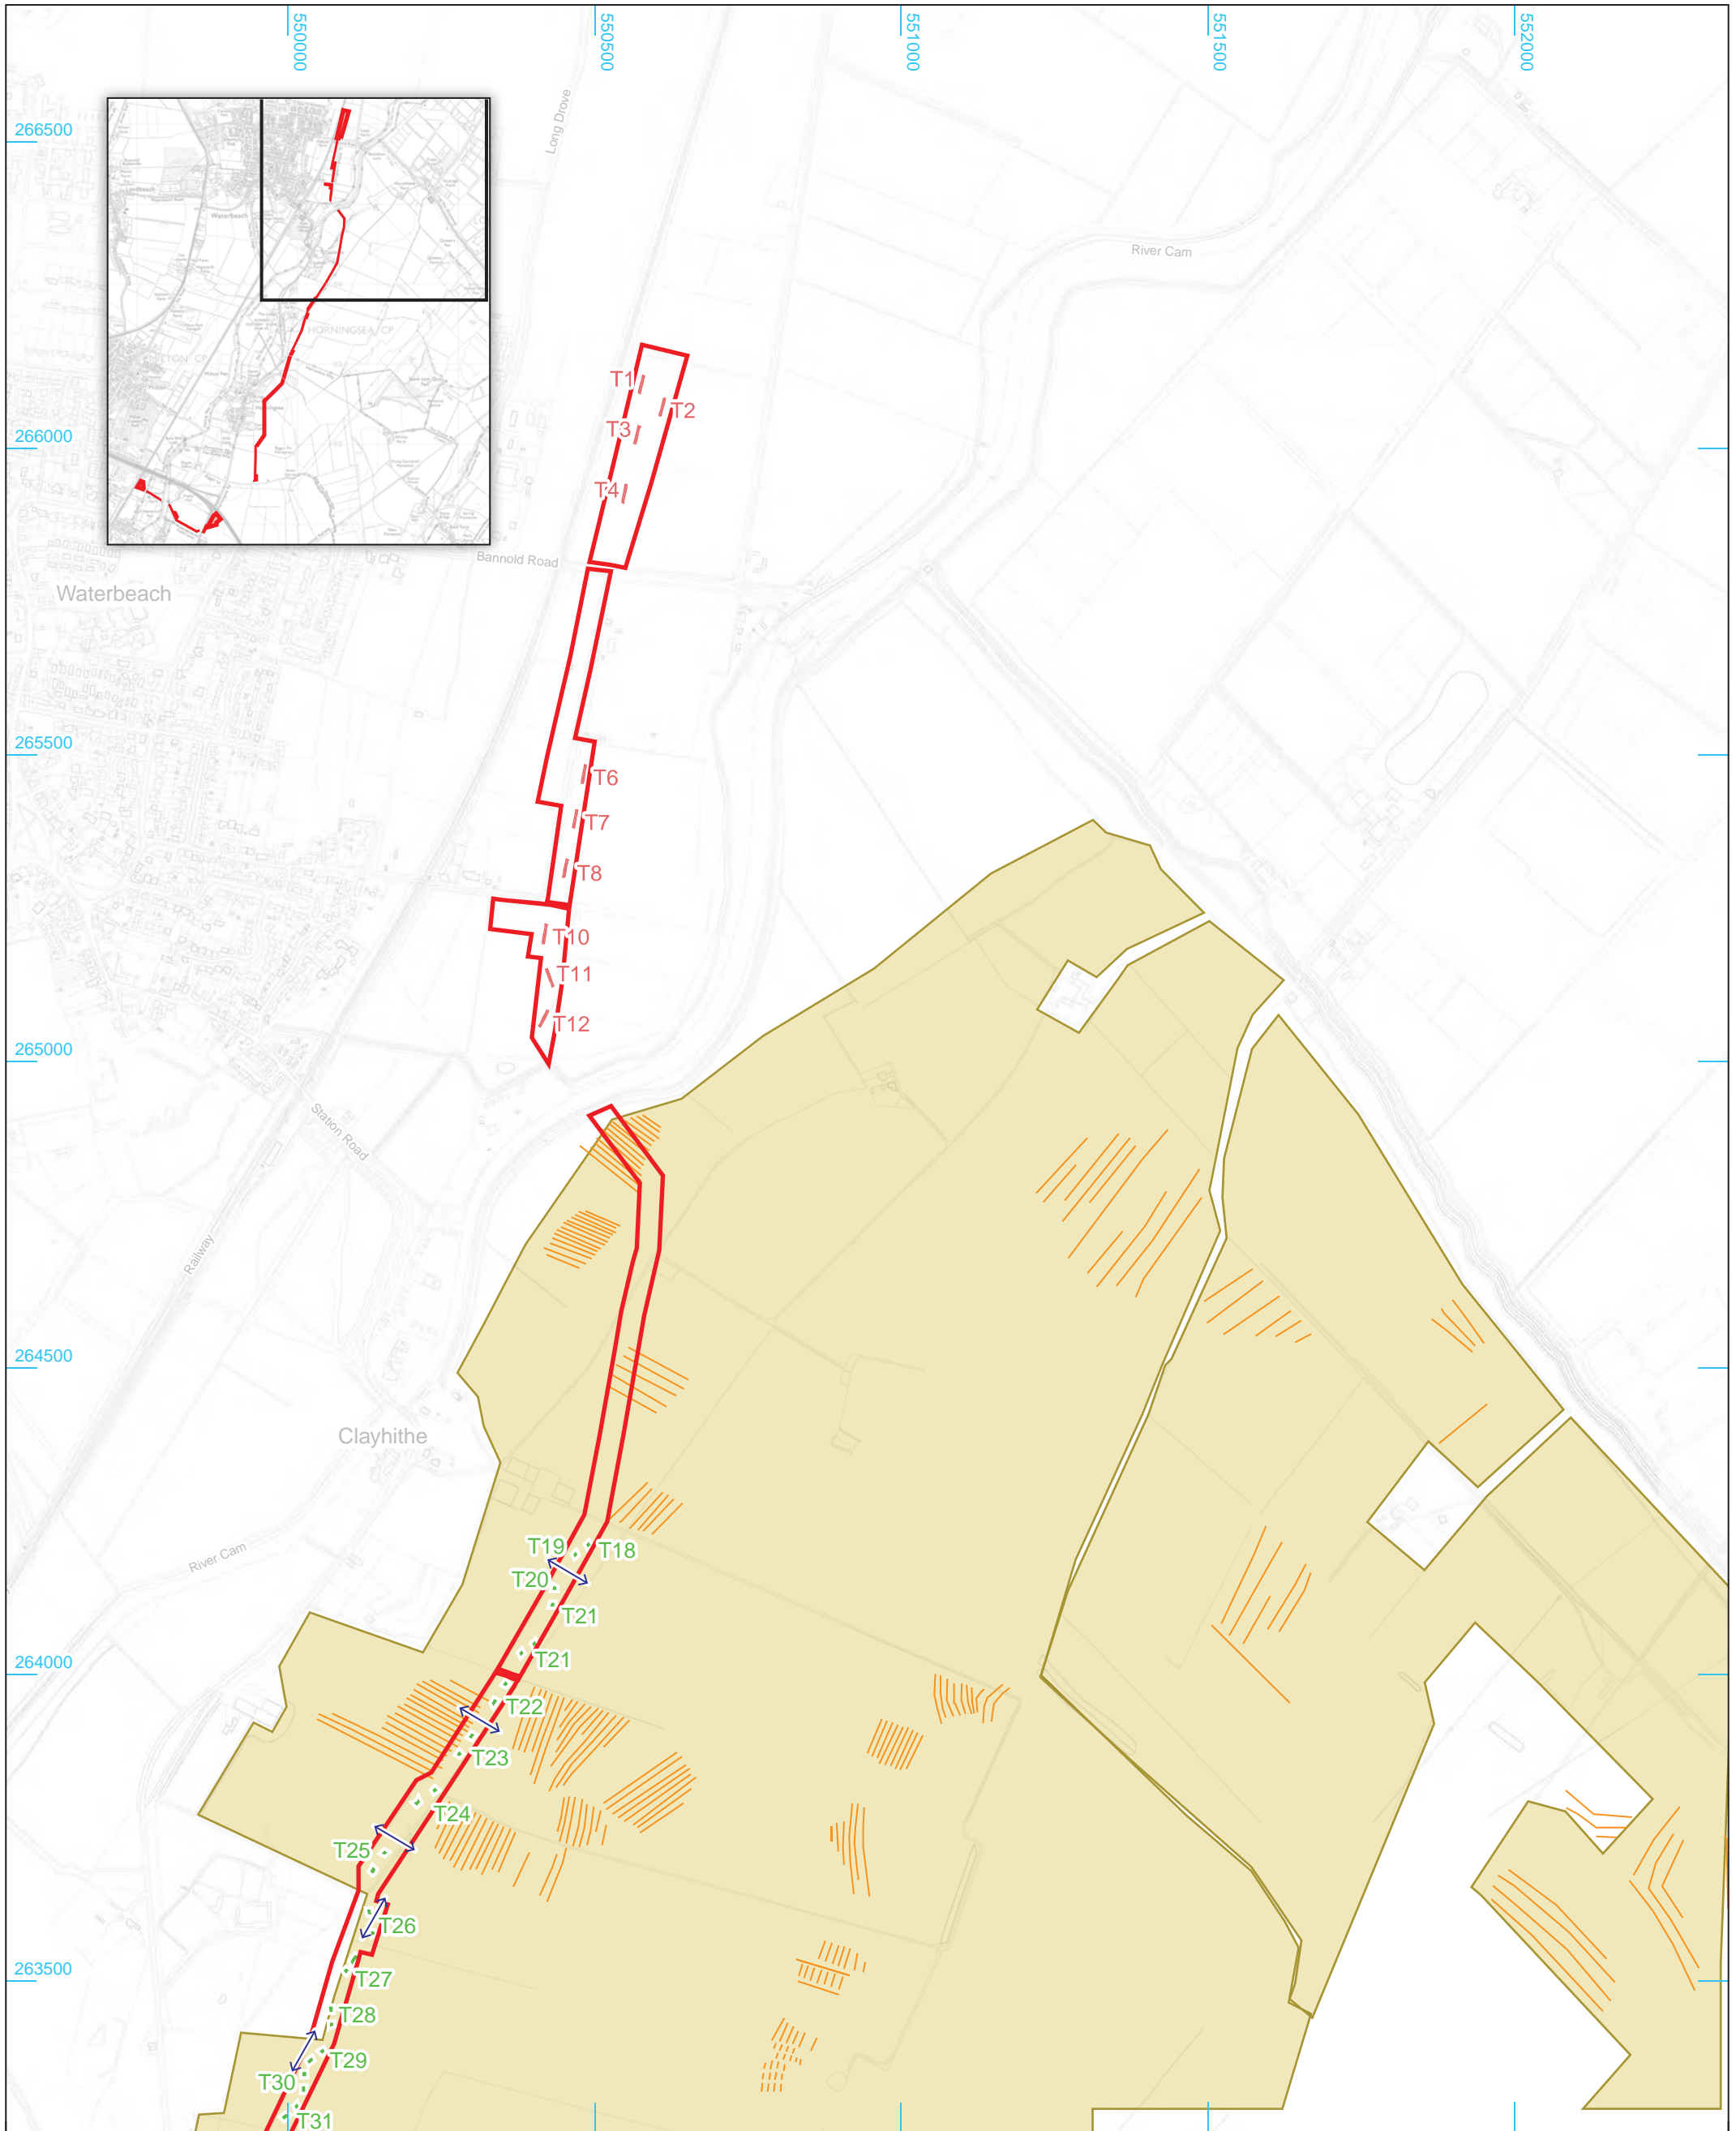 550000
550500
551000
551500
552000
266500
266000
265500
265000
264500
264000
263500
Landbeach
Waterbeach
HORNINGSEA CP
Long Drove
River Cam
Bannold Road
Waterbeach
T1
T2
T3
T4
T6
T7
T8
T10
T11
T12
Station Road
Railway
Clayhithe
River Cam
T19
T18
T20
T21
T21
T22
T23
T24
T25
T26
T27
T28
T29
T30
T31